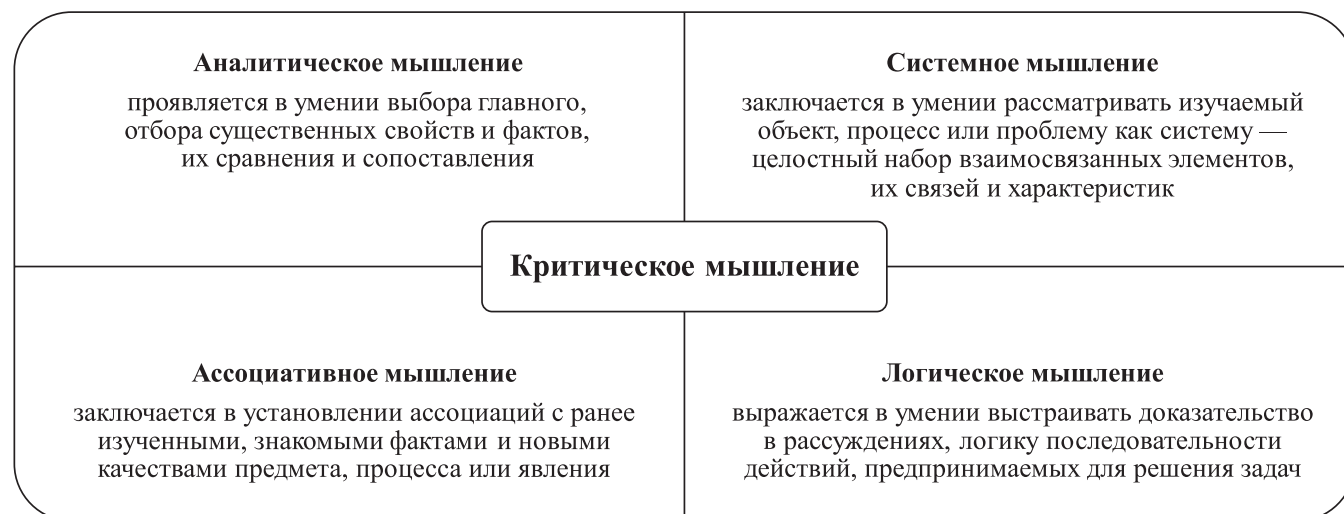 Аналитическое мышление
проявляется в умении выбора главного,
отбора существенных свойств и фактов,
их сравнения и сопоставления
Системное мышление
заключается в умении рассматривать изучаемый
объект, процесс или проблему как систему —
целостный набор взаимосвязанных элементов,
их связей и характеристик
Критическое мышление
Ассоциативное мышление
заключается в установлении ассоциаций с ранее
изученными, знакомыми фактами и новыми
качествами предмета, процесса или явления
Логическое мышление
выражается в умении выстраивать доказательство
в рассуждениях, логику последовательности
действий, предпринимаемых для решения задач